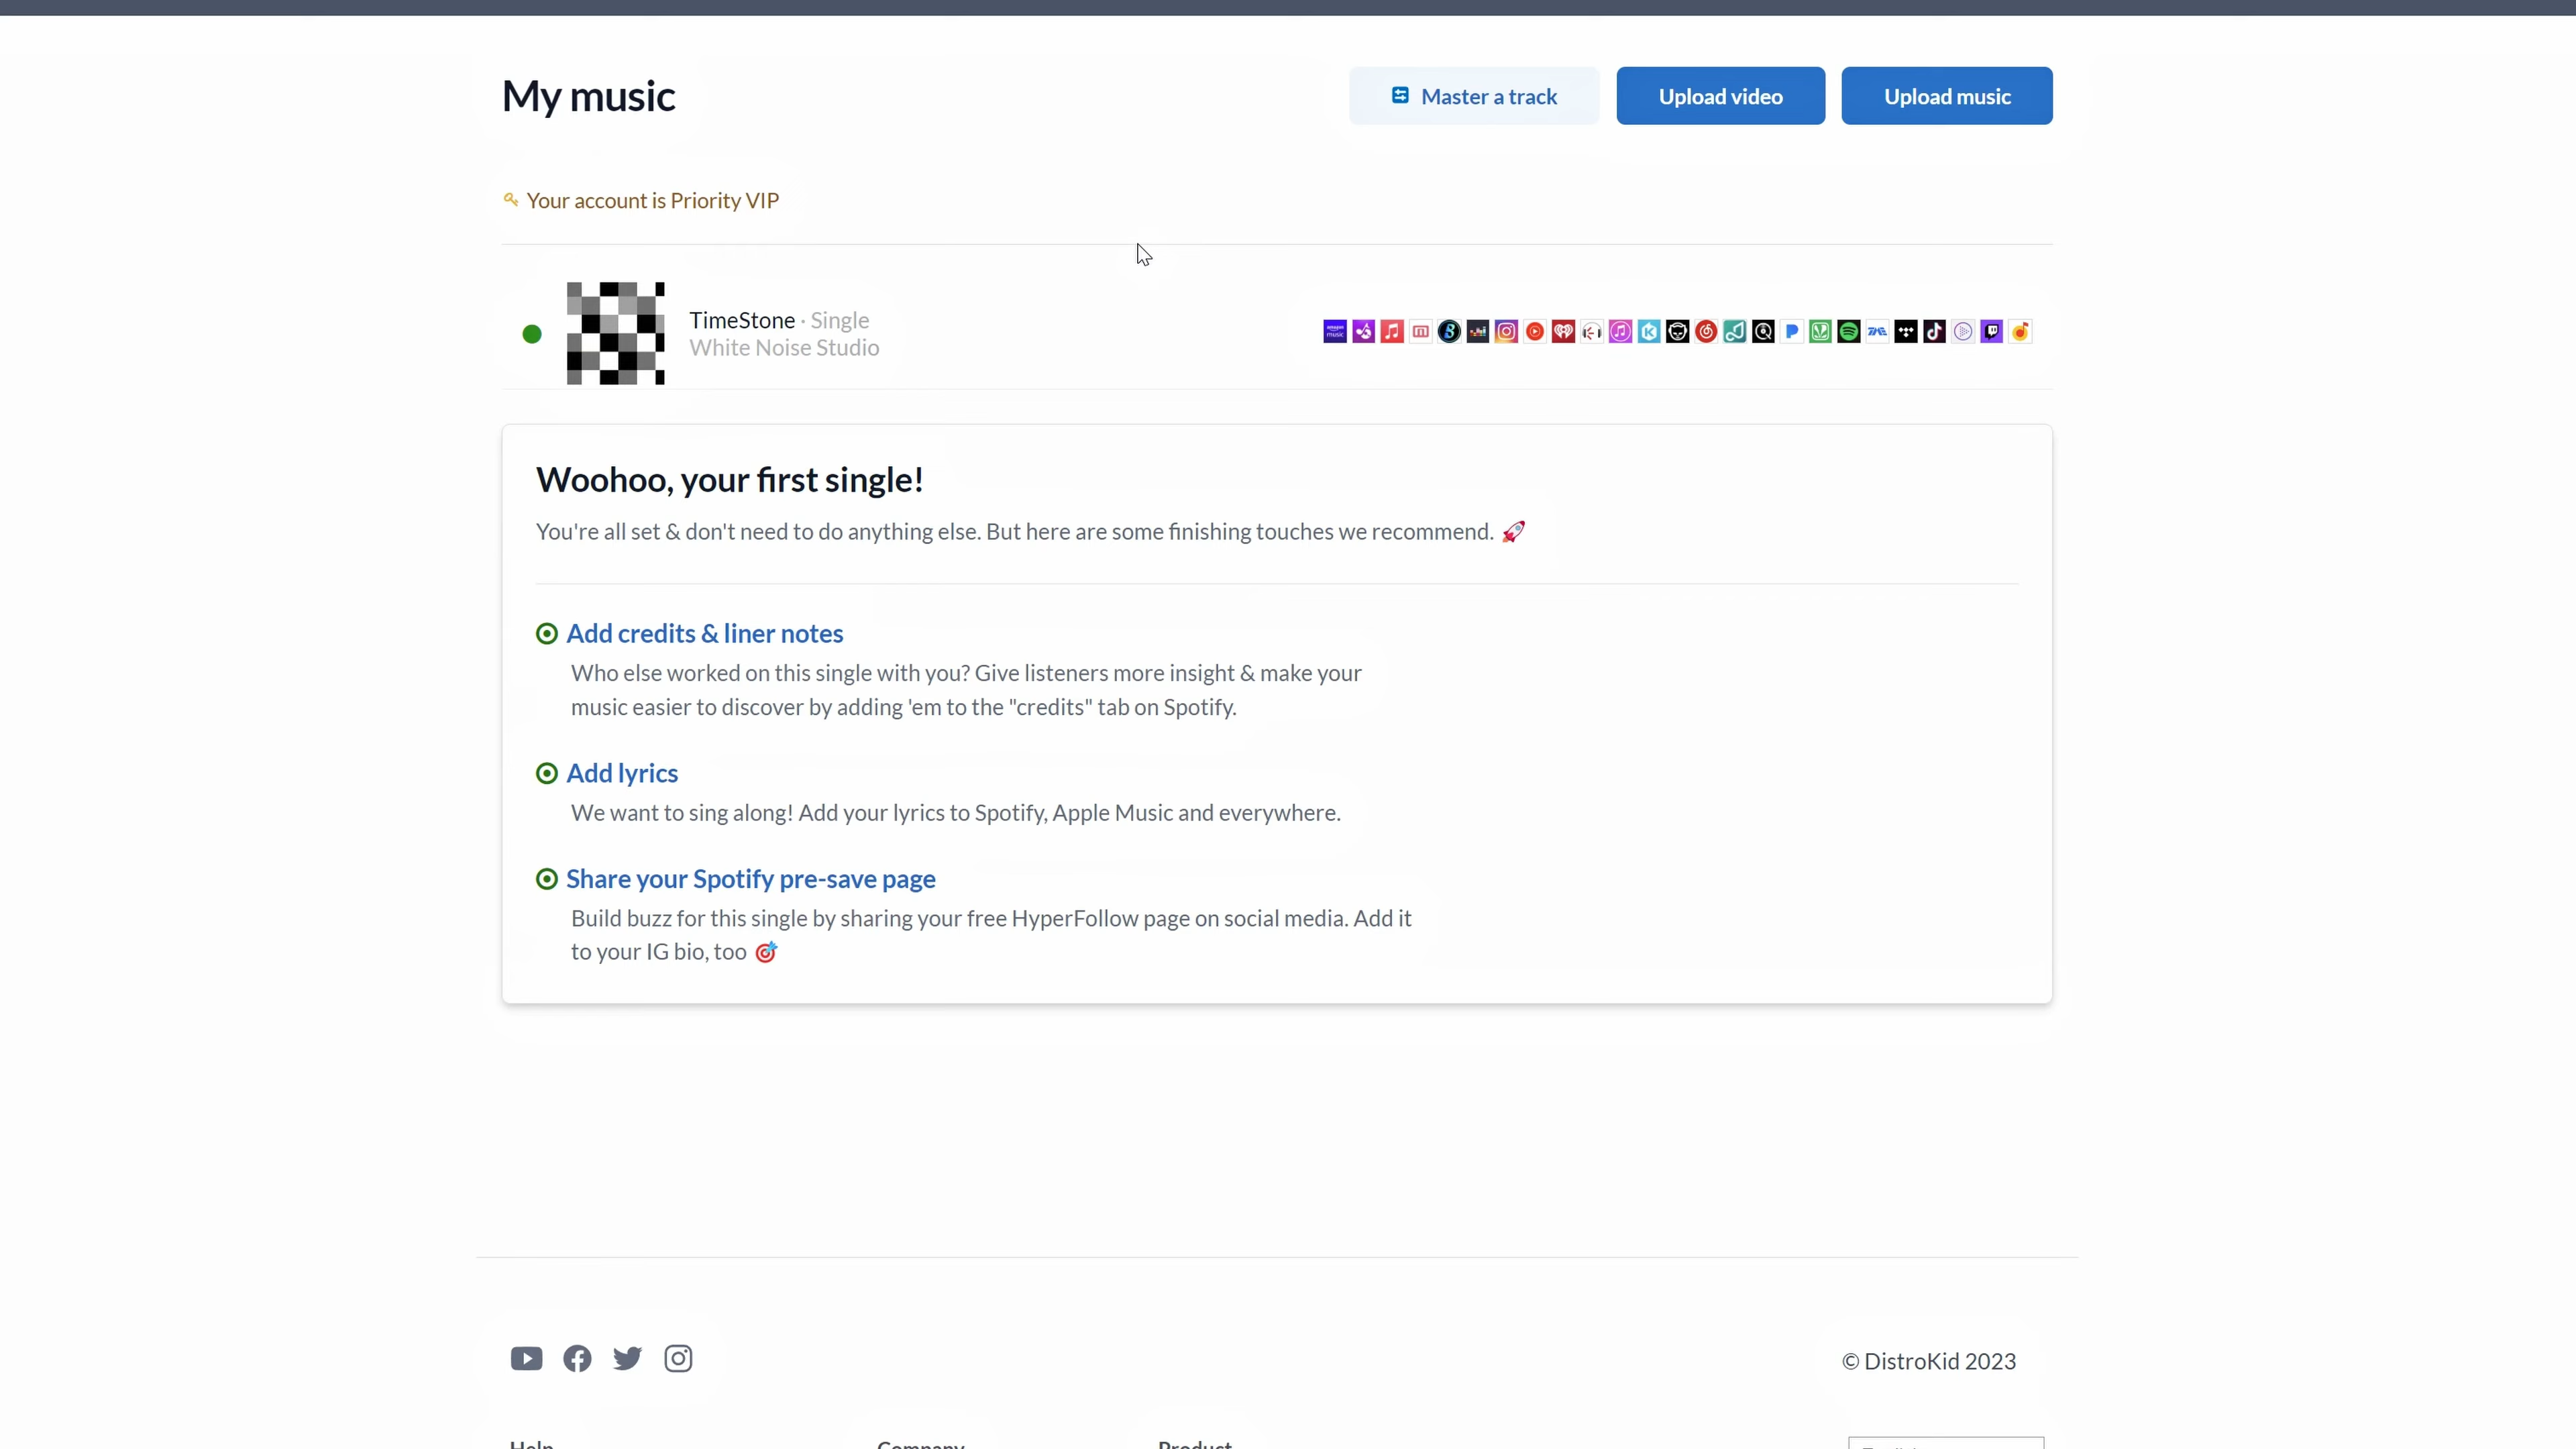 My music
Master a track
Upload video
Upload music
Your account is Priority VIP
TimeStone · Single
White Noise Studio
Woohoo, your first single!
You're all set & don't need to do anything else. But here are some finishing touches we recommend. 🚀
Add credits & liner notes
Who else worked on this single with you? Give listeners more insight & make your
music easier to discover by adding 'em to the "credits" tab on Spotify.
Add lyrics
We want to sing along! Add your lyrics to Spotify, Apple Music and everywhere.
Share your Spotify pre-save page
Build buzz for this single by sharing your free HyperFollow page on social media. Add it
to your IG bio, too 🎯
© DistroKid 2023
Help
Company
Product